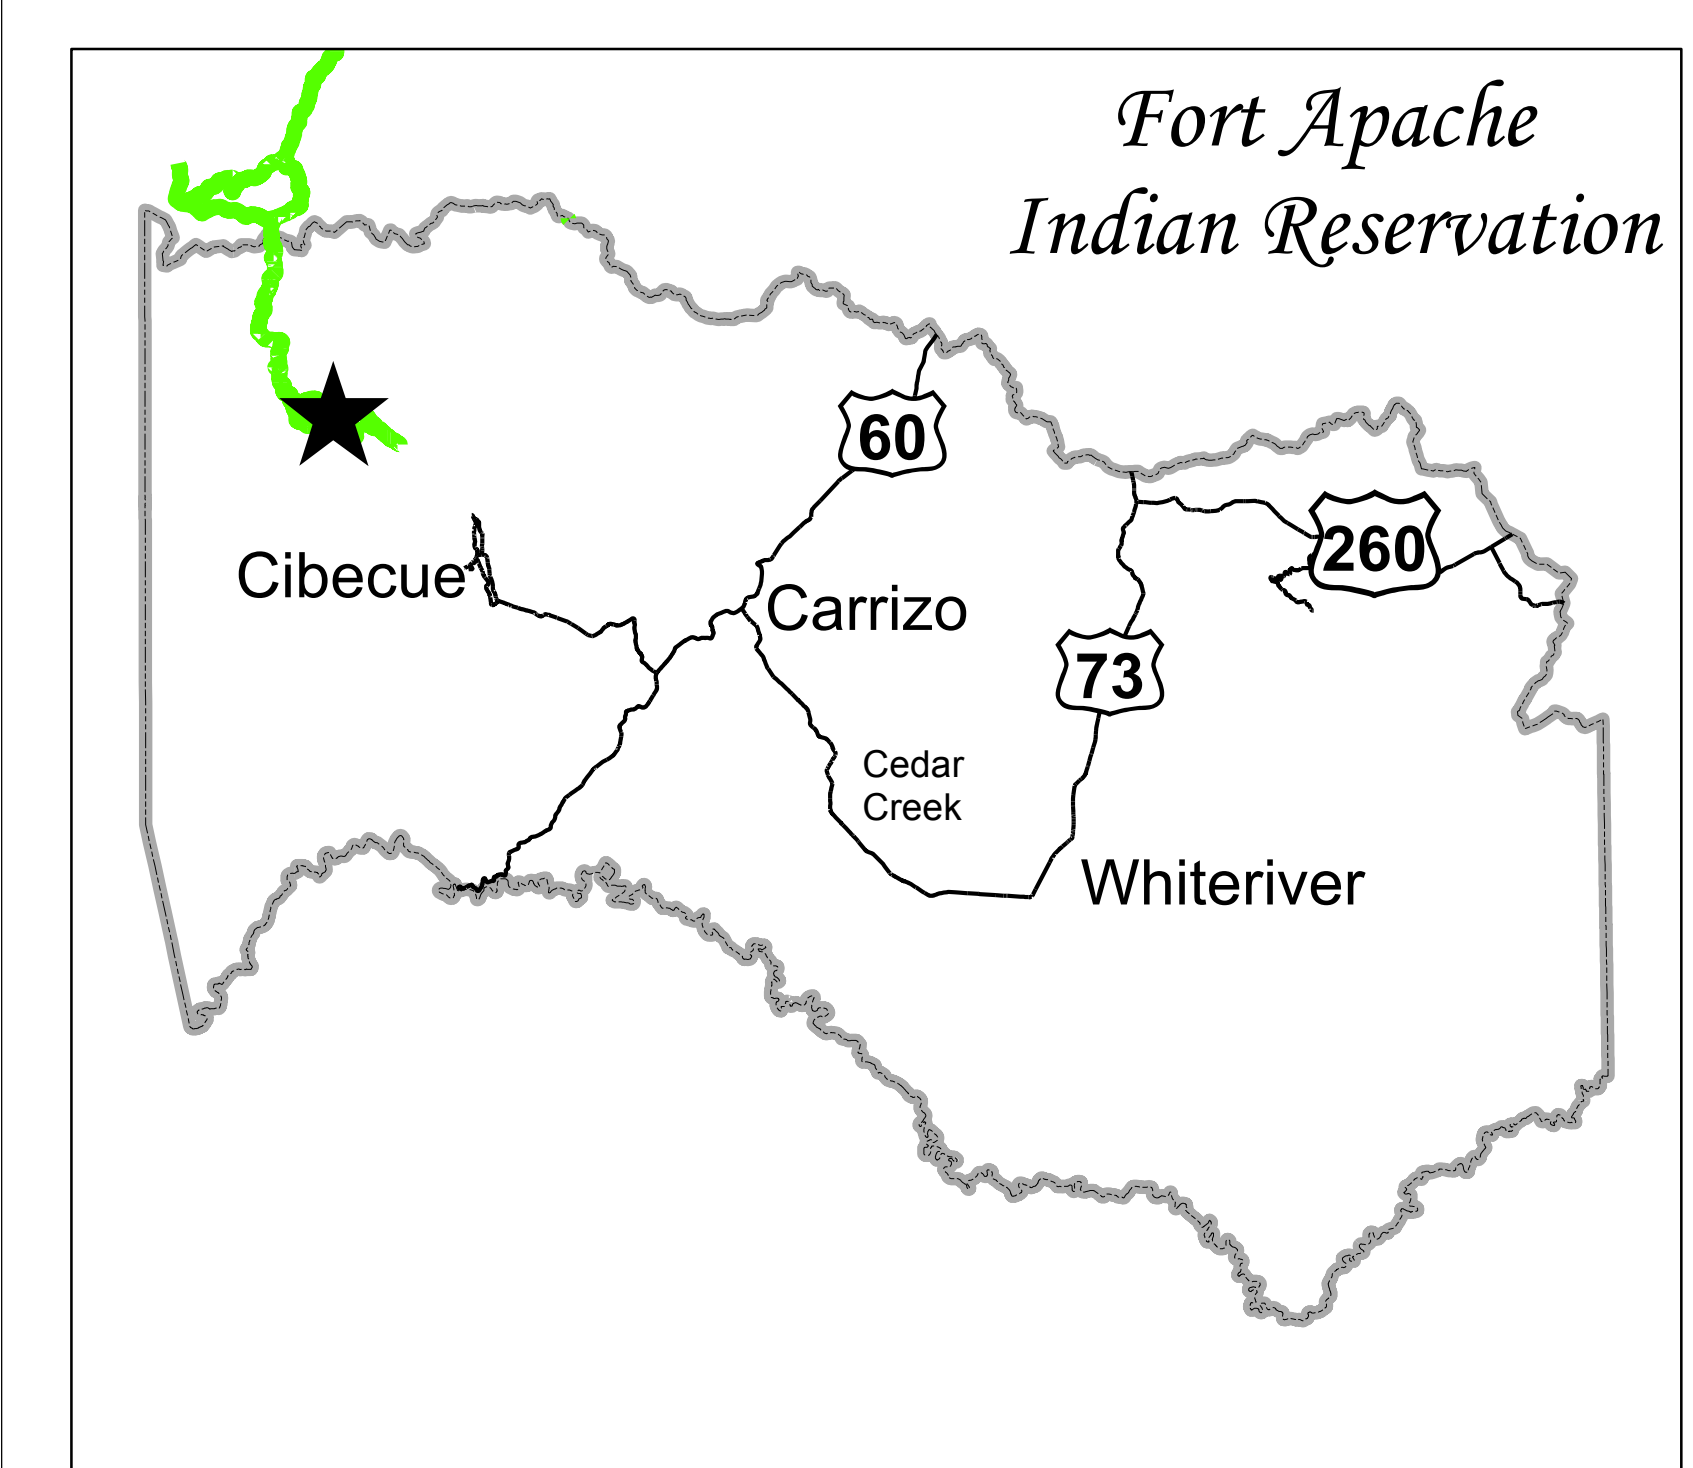 Fort Apache
Indian Reservation
60
260
Cibecue
Carrizo
73
Cedar
Creek
Whiteriver